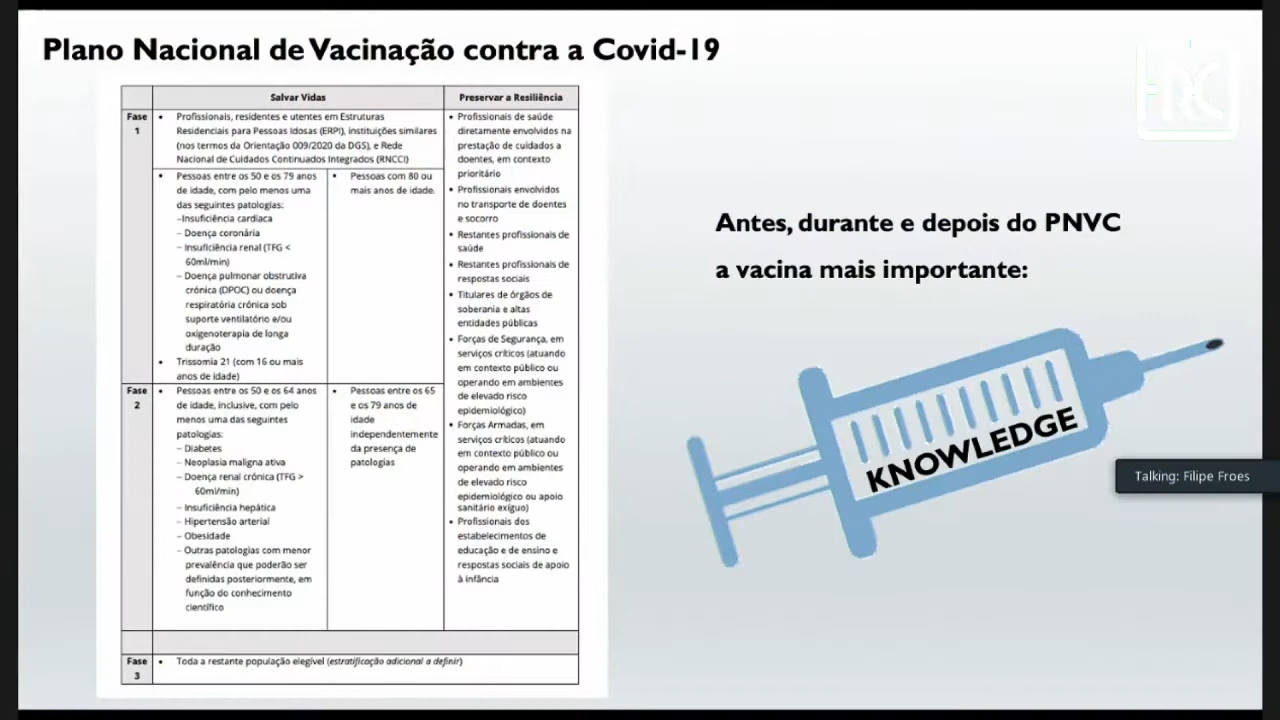 Plano Nacional de Vacinação contra a Covid-19
Salvar Vidas
Preservar a Resiliência
Fase
1
• Profissionais, residentes e utentes em Estruturas
Residenciais para Pessoas Idosas (ERPI), instituições similares
(nos termos da Orientação 009/2020 da DGS), e Rede
Nacional de Cuidados Continuados Integrados (RNCCI)
• Pessoas entre os 50 e os 79 anos
de idade, com pelo menos uma
das seguintes patologias:
–Insuficiência cardíaca
– Doença coronária
– Insuficiência renal (TFG <
60ml/min)
– Doença pulmonar obstrutiva
crónica (DPOC) ou doença
respiratória crónica sob
suporte ventilatório e/ou
oxigenoterapia de longa
duração
• Trissomia 21 (com 16 ou mais
anos de idade)
• Pessoas com 80 ou
mais anos de idade.
Fase
2
• Pessoas entre os 50 e os 64 anos
de idade, inclusive, com pelo
menos uma das seguintes
patologias:
– Diabetes
– Neoplasia maligna ativa
– Doença renal crónica (TFG >
60ml/min)
– Insuficiência hepática
– Hipertensão arterial
– Obesidade
– Outras patologias com menor
prevalência que poderão ser
definidas posteriormente, em
função do conhecimento
científico
• Pessoas entre os 65
e os 79 anos de
idade
independentemente
da presença de
patologias
• Profissionais de saúde
diretamente envolvidos na
prestação de cuidados a
doentes, em contexto
prioritário
• Profissionais envolvidos
no transporte de doentes
e socorro
• Restantes profissionais de
saúde
• Restantes profissionais de
respostas sociais
• Titulares de órgãos de
soberania e altas
entidades públicas
• Forças de Segurança, em
serviços críticos (atuando
em contexto público ou
operando em ambientes
de elevado risco
epidemiológico)
• Forças Armadas, em
serviços críticos (atuando
em contexto público ou
operando em ambientes
de elevado risco
epidemiológico ou apoio
sanitário exíguo)
• Profissionais dos
estabelecimentos de
educação e de ensino e
respostas sociais de apoio
à infância
Fase
3
• Toda a restante população elegível (estratificação adicional a definir)
Antes, durante e depois do PNVC
a vacina mais importante:
KNOWLEDGE
Talking: Filipe Froes